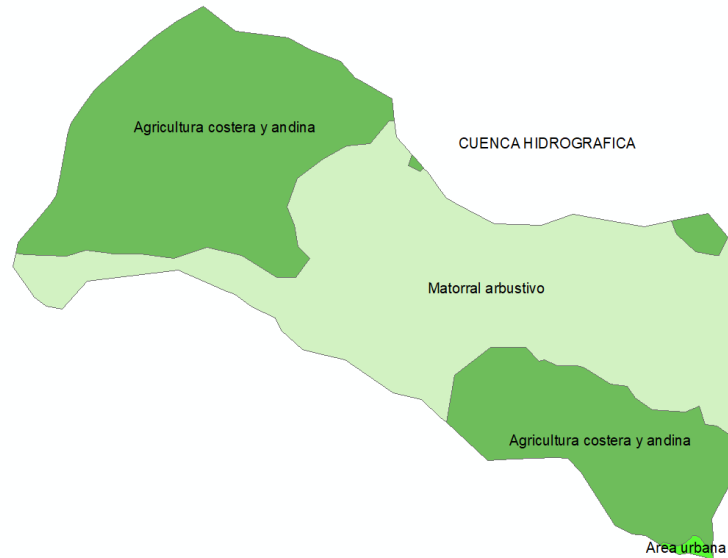 Agricultura costera y andina
CUENCA HIDROGRAFICA
Matorral arbustivo
Agricultura costera y andina
Area urbana